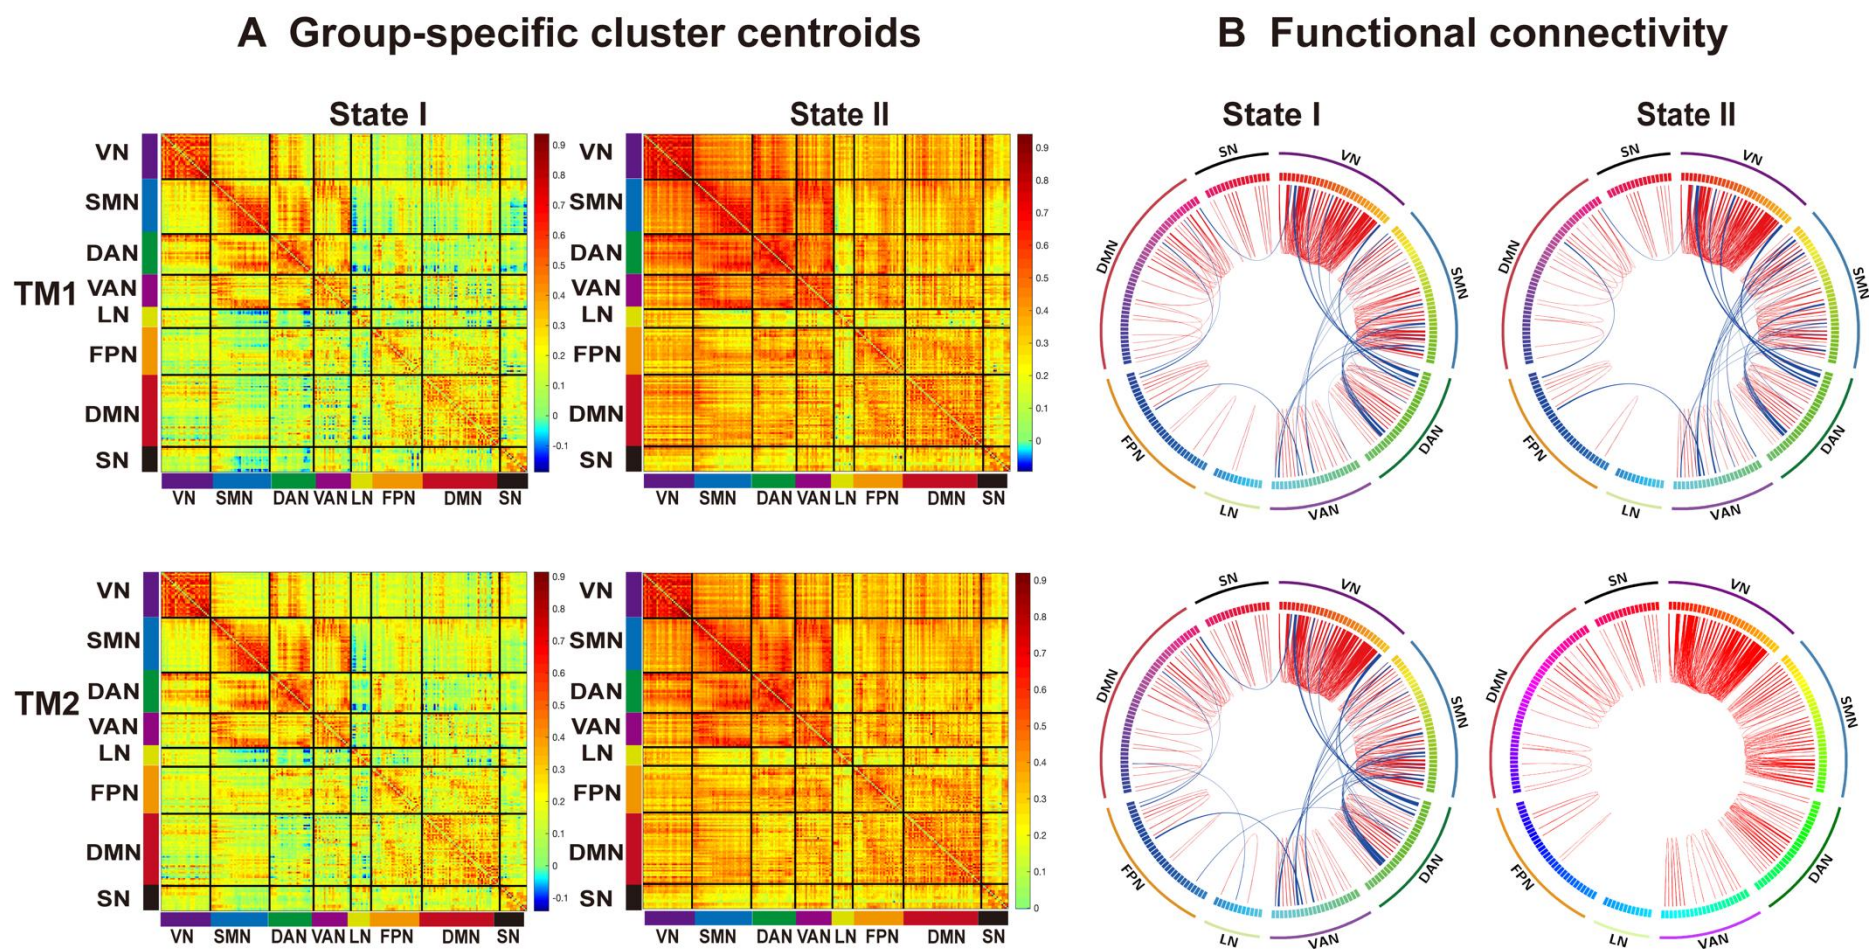 A Group-specific cluster centroids
B Functional connectivity
State I
State II
State I
State II
TM1
VN
SMN
DAN
VAN
LN
FPN
DMN
SN
VN SMN DAN VAN LN FPN DMN SN
0.9
0.8
0.7
0.6
0.5
0.4
0.3
0.2
0.1
0
-0.1
VN
SMN
DAN
VAN
LN
FPN
DMN
SN
VN SMN DAN VAN LN FPN DMN SN
0.9
0.8
0.7
0.6
0.5
0.4
0.3
0.2
0.1
0
SN
VN
SMN
DAN
VAN
LN
FPN
DMN
SN
VN
SMN
DAN
VAN
LN
FPN
DMN
TM2
VN
SMN
DAN
VAN
LN
FPN
DMN
SN
VN SMN DAN VAN LN FPN DMN SN
0.9
0.8
0.7
0.6
0.5
0.4
0.3
0.2
0.1
0
-0.1
VN
SMN
DAN
VAN
LN
FPN
DMN
SN
VN SMN DAN VAN LN FPN DMN SN
0.9
0.8
0.7
0.6
0.5
0.4
0.3
0.2
0.1
0
SN
VN
SMN
DAN
VAN
LN
FPN
DMN
SN
VN
SMN
DAN
VAN
LN
FPN
DMN